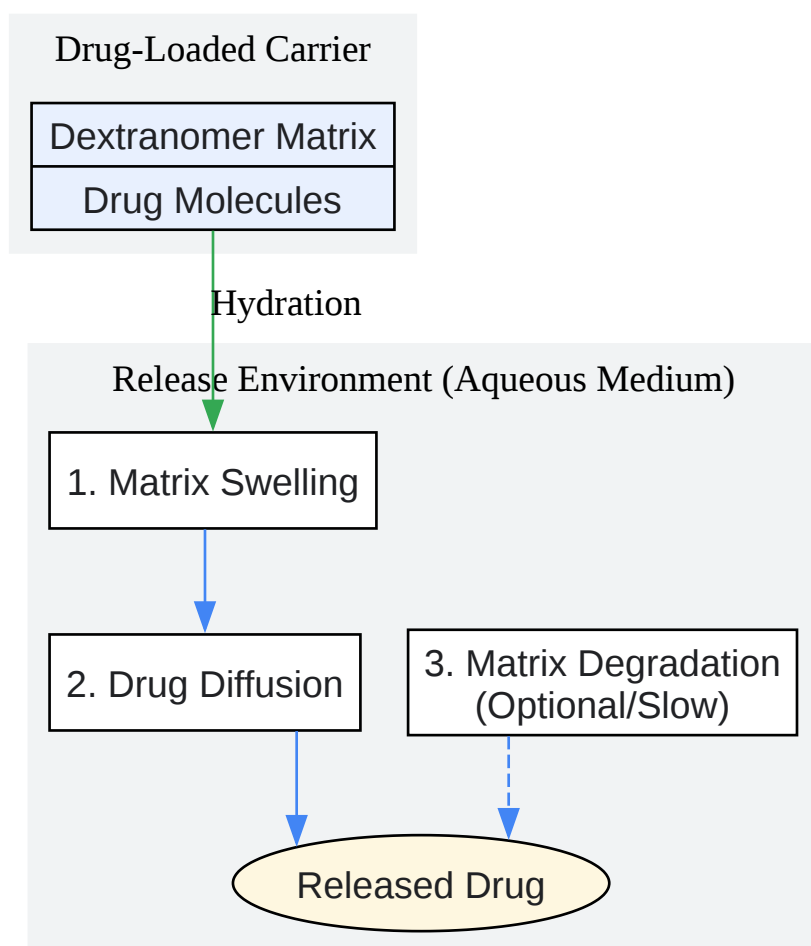 Drug-Loaded Carrier
Dextranomer Matrix
Drug Molecules
Hydration
Release Environment (Aqueous Medium)
1. Matrix Swelling
2. Drug Diffusion
3. Matrix Degradation
(Optional/Slow)
Released Drug